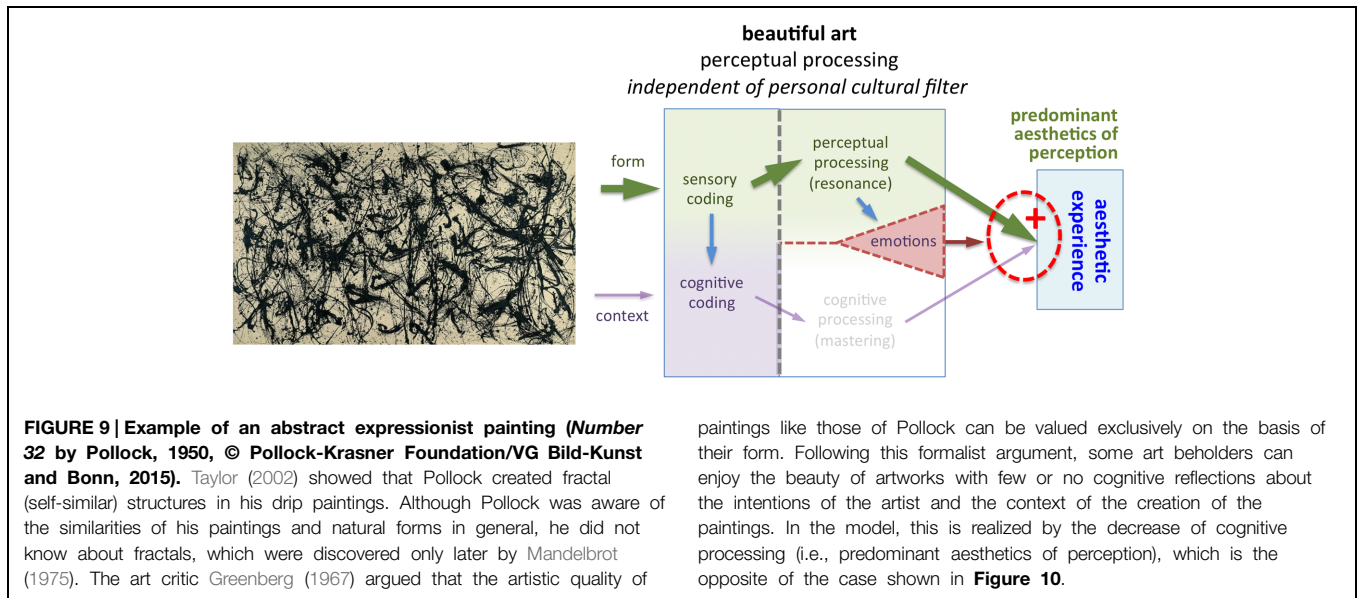 beautiful art
perceptual processing
independent of personal cultural filter
form
context
sensory
coding
cognitive
coding
perceptual
processing
(resonance)
emotions
cognitive
processing
(mastering)
predominant
aesthetics of
perception
+
aesthetic
experience
FIGURE 9 | Example of an abstract expressionist painting (Number
32 by Pollock, 1950, © Pollock-Krasner Foundation/VG Bild-Kunst
and Bonn, 2015). Taylor (2002) showed that Pollock created fractal
(self-similar) structures in his drip paintings. Although Pollock was aware of
the similarities of his paintings and natural forms in general, he did not
know about fractals, which were discovered only later by Mandelbrot
(1975). The art critic Greenberg (1967) argued that the artistic quality of
paintings like those of Pollock can be valued exclusively on the basis of
their form. Following this formalist argument, some art beholders can
enjoy the beauty of artworks with few or no cognitive reflections about
the intentions of the artist and the context of the creation of the
paintings. In the model, this is realized by the decrease of cognitive
processing (i.e., predominant aesthetics of perception), which is the
opposite of the case shown in Figure 10.